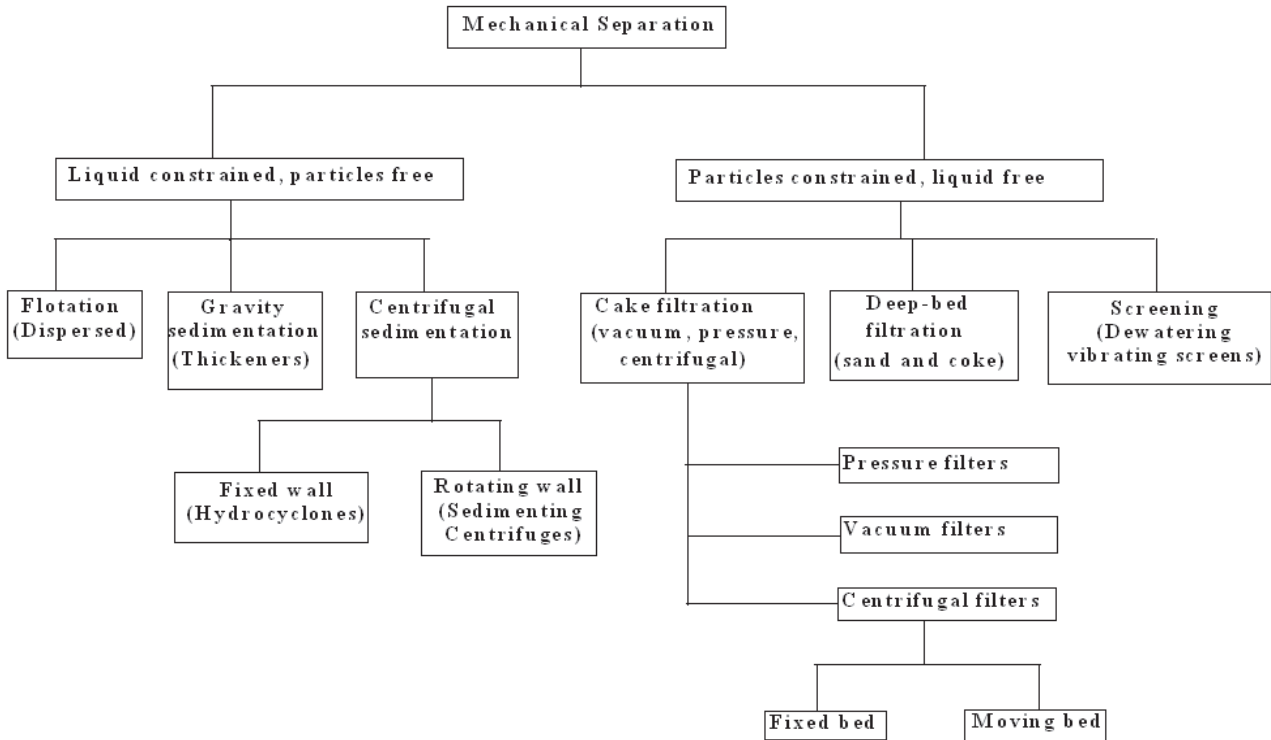 Mechanical Separation
Liquid constrained, particles free
Particles constrained, liquid free
Flotation
(Dispersed)
Gravity
sedimentation
(Thickeners)
Centrifugal
sedimentation
Cake filtration
(vacuum, pressure,
centrifugal)
Deep-bed
filtration
(sand and coke)
Screening
(Dewatering
vibrating screens)
Fixed wall
(Hydrocyclones)
Rotating wall
(Sedimenting
Centrifuges)
Pressure filters
Vacuum filters
Centrifugal filters
Fixed bed
Moving bed